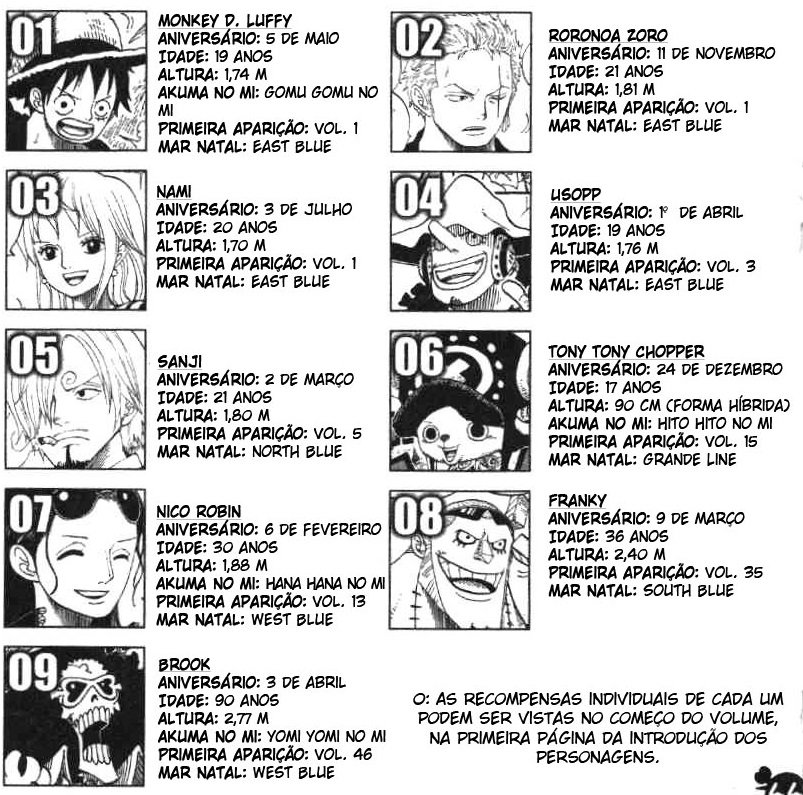 01
MONKEY D. LUFFY
ANIVERSÁRIO: 5 DE MAIO
IDADE: 19 ANOS
ALTURA: 1,74 M
AKUMA NO MI: GOMU GOMU NO
MI
PRIMEIRA APARIÇÃO: VOL. 1
MAR NATAL: EAST BLUE
02
RORONOA ZORO
ANIVERSÁRIO: 11 DE NOVEMBRO
IDADE: 21 ANOS
ALTURA: 1,81 M
PRIMEIRA APARIÇÃO: VOL. 1
MAR NATAL: EAST BLUE
03
NAMI
ANIVERSÁRIO: 3 DE JULHO
IDADE: 20 ANOS
ALTURA: 1,70 M
PRIMEIRA APARIÇÃO: VOL. 1
MAR NATAL: EAST BLUE
04
USOPP
ANIVERSÁRIO: 1º DE ABRIL
IDADE: 19 ANOS
ALTURA: 1,76 M
PRIMEIRA APARIÇÃO: VOL. 3
MAR NATAL: EAST BLUE
05
SANJI
ANIVERSÁRIO: 2 DE MARÇO
IDADE: 21 ANOS
ALTURA: 1,80 M
PRIMEIRA APARIÇÃO: VOL. 5
MAR NATAL: NORTH BLUE
06
TONY TONY CHOPPER
ANIVERSÁRIO: 24 DE DEZEMBRO
IDADE: 17 ANOS
ALTURA: 90 CM (FORMA HÍBRIDA)
AKUMA NO MI: HITO HITO NO MI
PRIMEIRA APARIÇÃO: VOL. 15
MAR NATAL: GRANDE LINE
07
NICO ROBIN
ANIVERSÁRIO: 6 DE FEVEREIRO
IDADE: 30 ANOS
ALTURA: 1,88 M
AKUMA NO MI: HANA HANA NO MI
PRIMEIRA APARIÇÃO: VOL. 13
MAR NATAL: WEST BLUE
08
FRANKY
ANIVERSÁRIO: 9 DE MARÇO
IDADE: 36 ANOS
ALTURA: 2,40 M
PRIMEIRA APARIÇÃO: VOL. 35
MAR NATAL: SOUTH BLUE
09
BROOK
ANIVERSÁRIO: 3 DE ABRIL
IDADE: 90 ANOS
ALTURA: 2,77 M
AKUMA NO MI: YOMI YOMI NO MI
PRIMEIRA APARIÇÃO: VOL. 46
MAR NATAL: WEST BLUE
O: AS RECOMPENSAS INDIVIDUAIS DE CADA UM
PODEM SER VISTAS NO COMEÇO DO VOLUME,
NA PRIMEIRA PÁGINA DA INTRODUÇÃO DOS
PERSONAGENS.